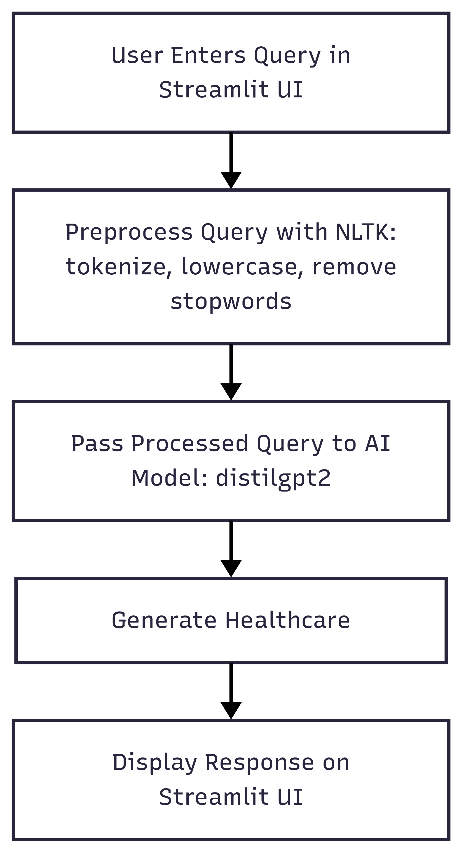 User Enters Query in
Streamlit UI
Preprocess Query with NLTK:
tokenize, lowercase, remove
stopwords
Pass Processed Query to AI
Model: distilgpt2
Generate Healthcare
Display Response on
Streamlit UI